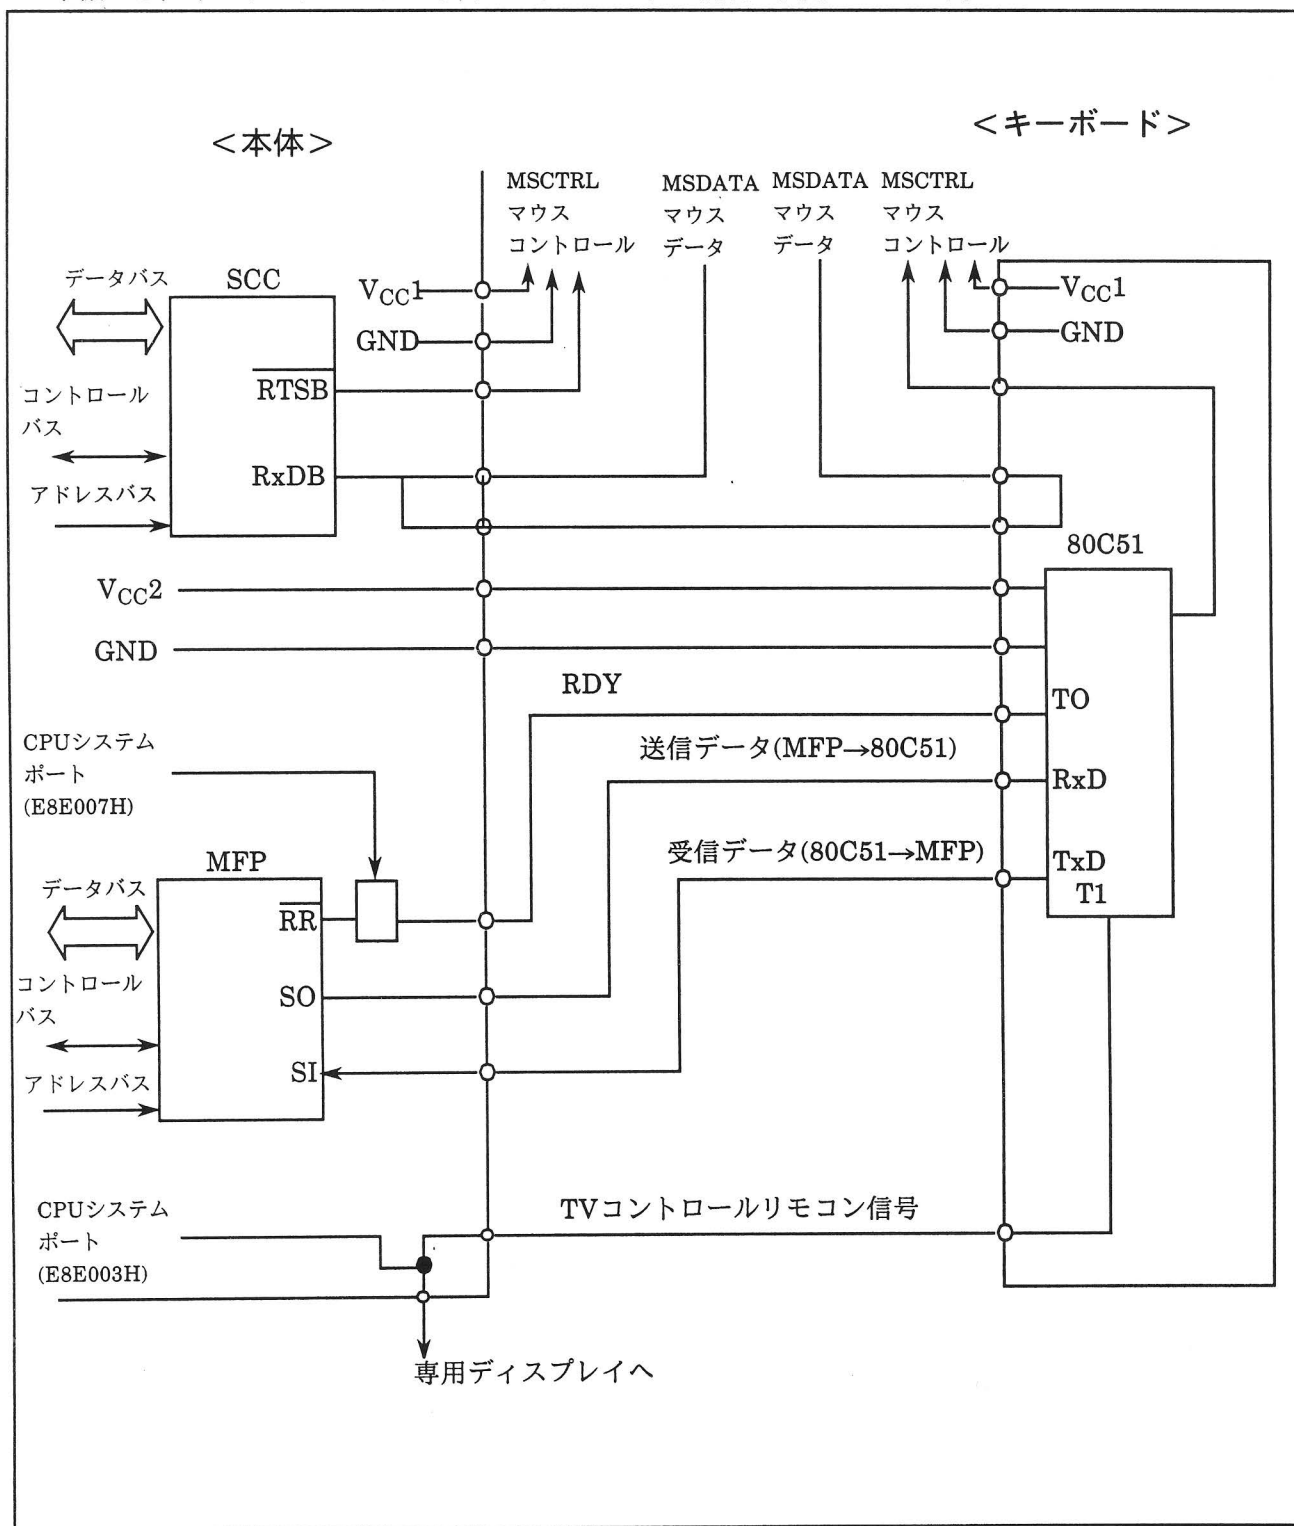 ＜本体＞
＜キーボード＞
MSCTRL
マウス
コントロール
MSDATA
マウス
データ
MSDATA
マウス
データ
MSCTRL
マウス
コントロール
データバス
SCC
VCC1
GND
VCC1
GND
RTSB
コントロール
バス
RxDB
アドレスバス
80C51
VCC2
GND
RDY
TO
CPUシステム
ポート
(E8E007H)
送信データ(MFP→80C51)
RxD
受信データ(80C51→MFP)
TxD
T1
MFP
データバス
RR
コントロール
バス
SO
SI
アドレスバス
CPUシステム
ポート
(E8E003H)
TVコントロールリモコン信号
専用ディスプレイへ